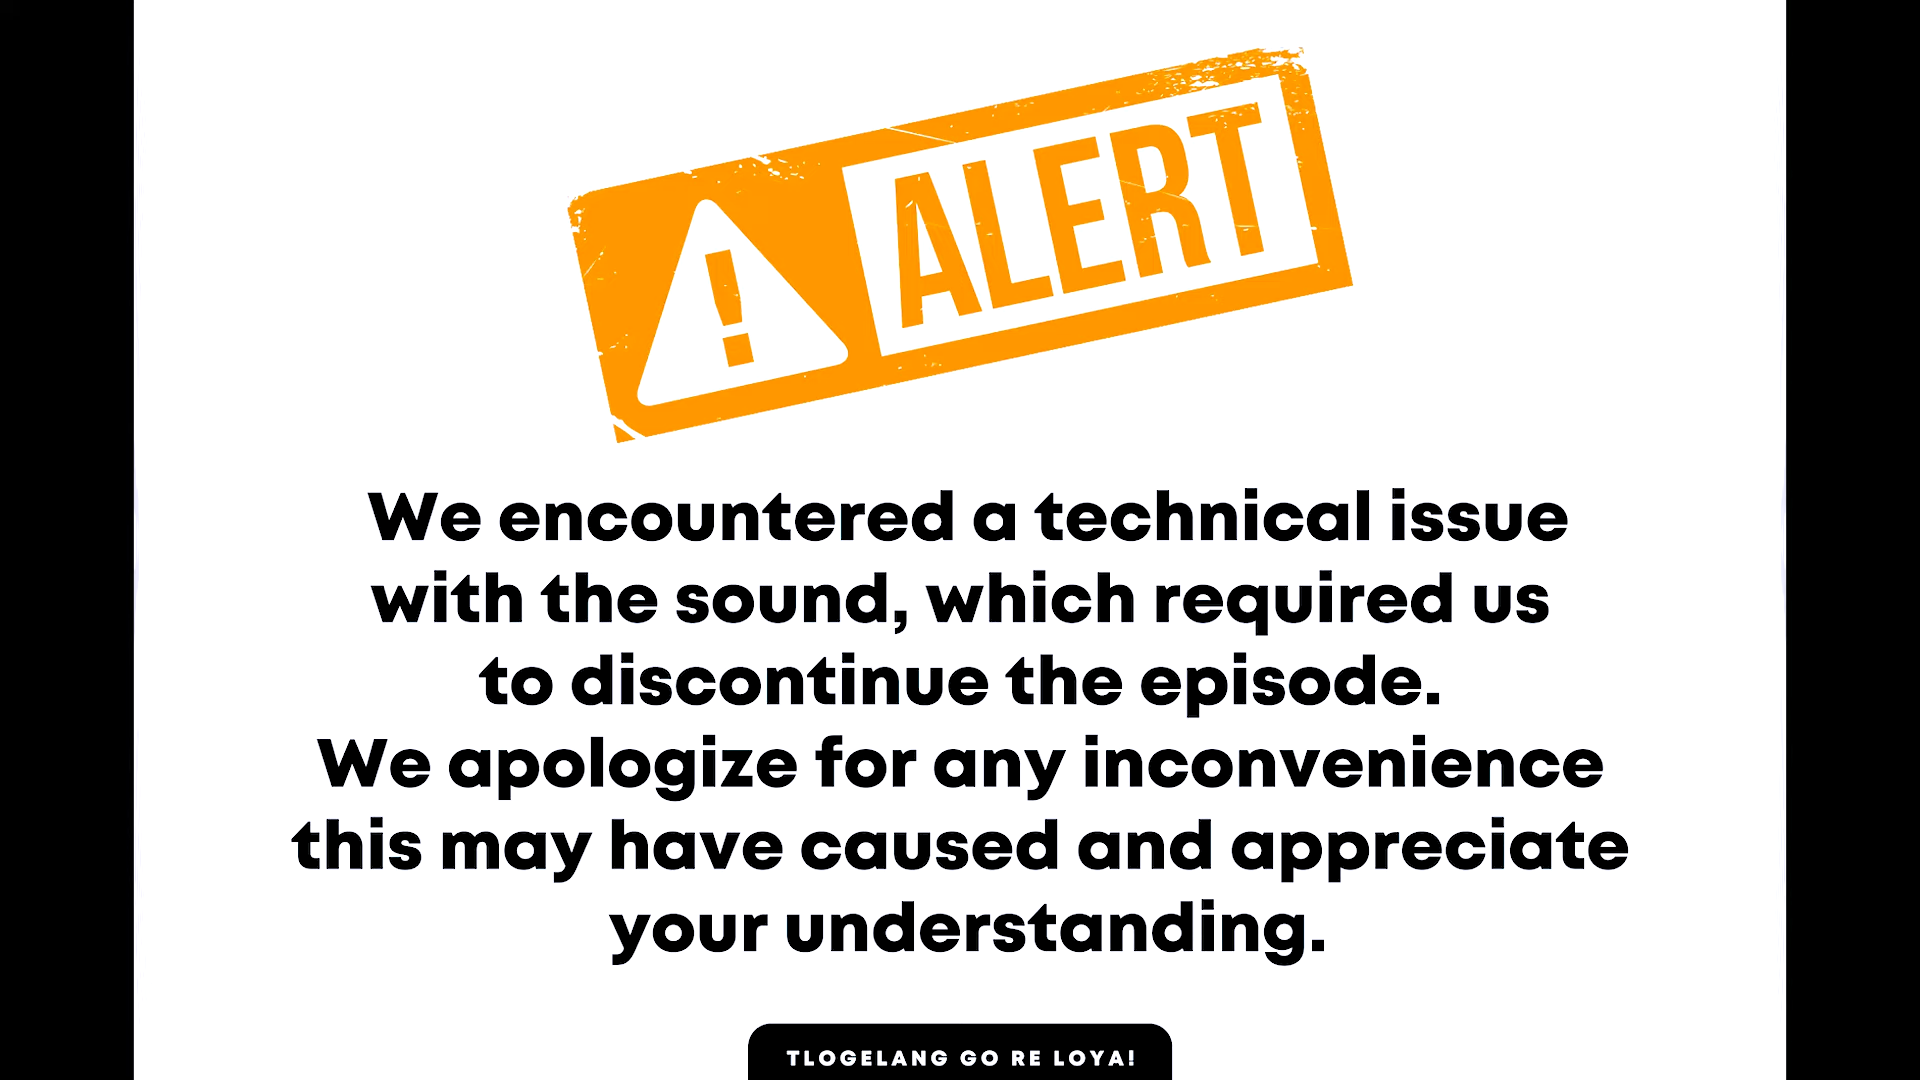 ! ALERT
We encountered a technical issue
with the sound, which required us
to discontinue the episode.
We apologize for any inconvenience
this may have caused and appreciate
your understanding.
TLOGELANG GO RE LOYA!